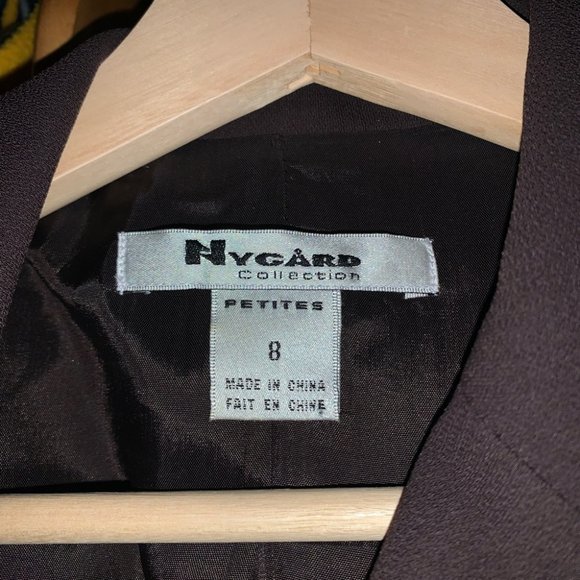 NYGÅRD
Collection
PETITES
8
MADE IN CHINA
FAIT EN CHINE